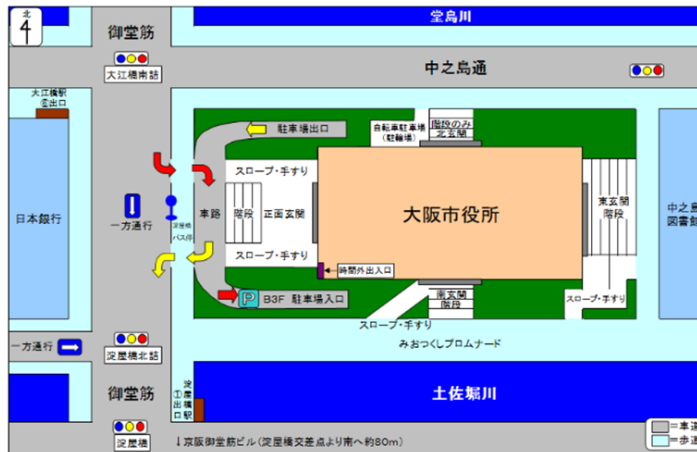 北
4
御堂筋
堂島川
大江橋南詰
中之島通
大江橋駅
⑥出口
駐車場出口
自転車駐車場
(駐輪場)
階段のみ
北玄関
スロープ・手すり
日本銀行
一方通行
淀屋橋
バス停
車路
階段
正面玄関
大阪市役所
東玄関
階段
中之島
図書館
スロープ・手すり
時間外出入口
P
B3F 駐車場入口
南玄関
階段
スロープ・手すり
スロープ・手すり
一方通行
淀屋橋北詰
みおつくしプロムナード
御堂筋
淀屋橋駅
①出口
土佐堀川
淀屋橋
↓京阪御堂筋ビル(淀屋橋交差点より南へ約80m)
=車道
=歩道